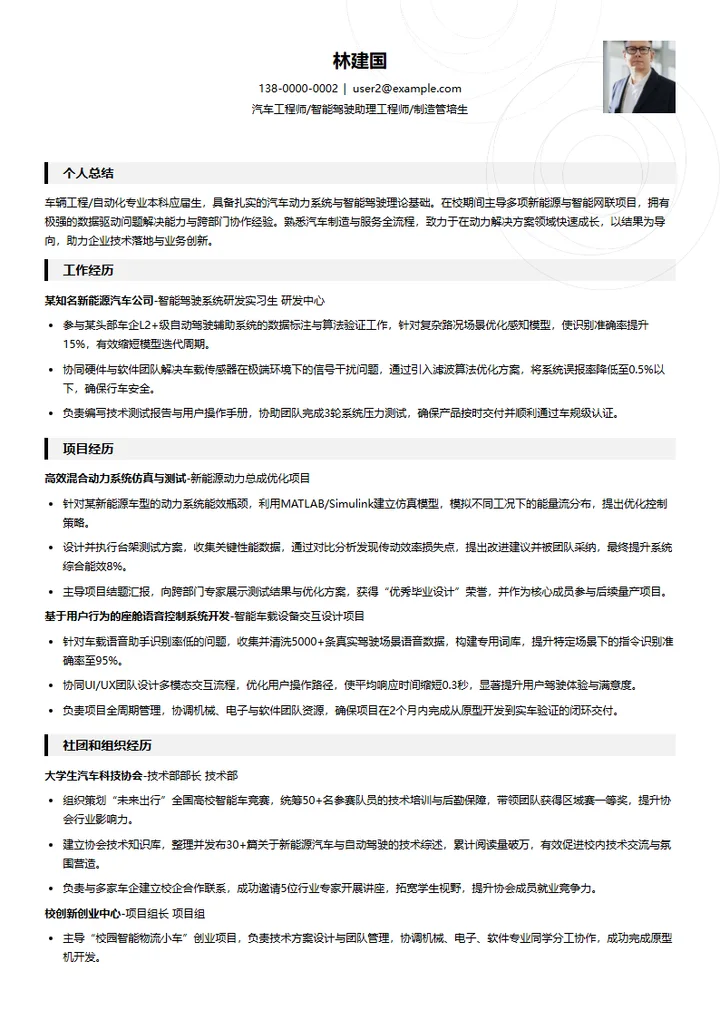 林建国
138-0000-0002 | user2@example.com
汽车工程师/智能驾驶助理工程师/制造管培生
个人总结
车辆工程/自动化专业本科应届生，具备扎实的汽车动力系统与智能驾驶理论基础。在校期间主导多项新能源与智能网联项目，拥有
极强的数据驱动问题解决能力与跨部门协作经验。熟悉汽车制造与服务全流程，致力于在动力解决方案领域快速成长，以结果为导
向，助力企业技术落地与业务创新。
工作经历
某知名新能源汽车公司-智能驾驶系统研发实习生 研发中心
• 参与某头部车企L2+级自动驾驶辅助系统的数据标注与算法验证工作，针对复杂路况场景优化感知模型，使识别准确率提升
15%，有效缩短模型迭代周期。
• 协同硬件与软件团队解决车载传感器在极端环境下的信号干扰问题，通过引入滤波算法优化方案，将系统误报率降低至0.5%以
下，确保行车安全。
• 负责编写技术测试报告与用户操作手册，协助团队完成3轮系统压力测试，确保产品按时交付并顺利通过车规级认证。
项目经历
高效混合动力系统仿真与测试-新能源动力总成优化项目
• 针对某新能源车型的动力系统能效瓶颈，利用MATLAB/Simulink建立仿真模型，模拟不同工况下的能量流分布，提出优化控制
策略。
• 设计并执行台架测试方案，收集关键性能数据，通过对比分析发现传动效率损失点，提出改进建议并被团队采纳，最终提升系统
综合能效8%。
• 主导项目结题汇报，向跨部门专家展示测试结果与优化方案，获得“优秀毕业设计”荣誉，并作为核心成员参与后续量产项目。
基于用户行为的座舱语音控制系统开发-智能车载设备交互设计项目
• 针对车载语音助手识别率低的问题，收集并清洗5000+条真实驾驶场景语音数据，构建专用词库，提升特定场景下的指令识别准
确率至95%。
• 协同UI/UX团队设计多模态交互流程，优化用户操作路径，使平均响应时间缩短0.3秒，显著提升用户驾驶体验与满意度。
• 负责项目全周期管理，协调机械、电子与软件团队资源，确保项目在2个月内完成从原型开发到实车验证的闭环交付。
社团和组织经历
大学生汽车科技协会-技术部部长 技术部
• 组织策划“未来出行”全国高校智能车竞赛，统筹50+名参赛队员的技术培训与后勤保障，带领团队获得区域赛一等奖，提升协
会行业影响力。
• 建立协会技术知识库，整理并发布30+篇关于新能源汽车与自动驾驶的技术综述，累计阅读量破万，有效促进校内技术交流与氛
围营造。
• 负责与多家车企建立校企合作联系，成功邀请5位行业专家开展讲座，拓宽学生视野，提升协会成员就业竞争力。
校创新创业中心-项目组长 项目组
• 主导“校园智能物流小车”创业项目，负责技术方案设计与团队管理，协调机械、电子、软件专业同学分工协作，成功完成原型
机开发。